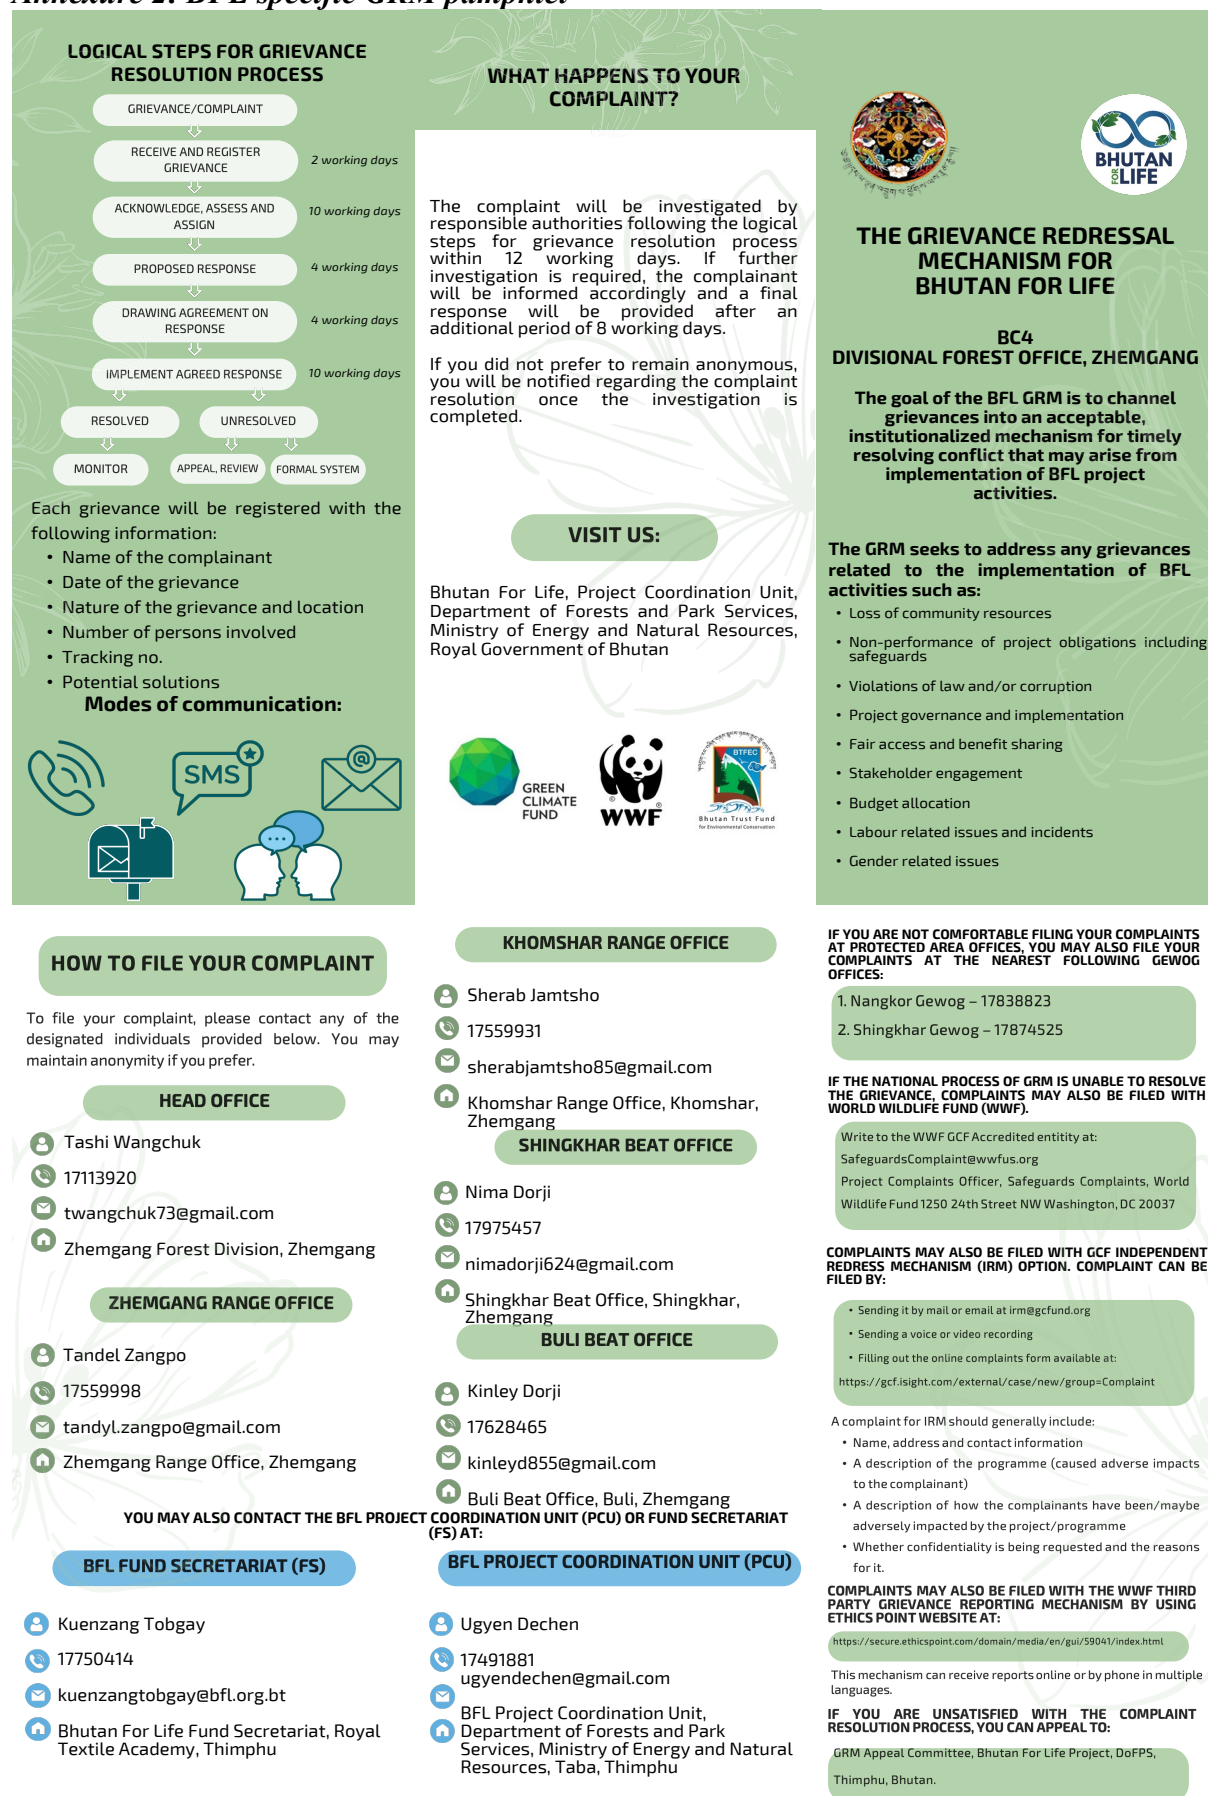 Annexure 2: BFL specific GRM pamphlet
LOGICAL STEPS FOR GRIEVANCE
RESOLUTION PROCESS
GRIEVANCE/COMPLAINT
RECEIVE AND REGISTER
GRIEVANCE
2 working days
ACKNOWLEDGE, ASSESS AND
ASSIGN
10 working days
PROPOSED RESPONSE
4 working days
DRAWING AGREEMENT ON
RESPONSE
4 working days
IMPLEMENT AGREED RESPONSE
10 working days
RESOLVED
UNRESOLVED
MONITOR
APPEAL, REVIEW
FORMAL SYSTEM
Each grievance will be registered with the
following information:
• Name of the complainant
• Date of the grievance
• Nature of the grievance and location
• Number of persons involved
• Tracking no.
• Potential solutions
Modes of communication:
SMS
@
WHAT HAPPENS TO YOUR
COMPLAINT?
The complaint will be investigated by
responsible authorities following the logical
steps for grievance resolution process
within 12 working days. If further
investigation is required, the complainant
will be informed accordingly and a final
response will be provided after an
additional period of 8 working days.
If you did not prefer to remain anonymous,
you will be notified regarding the complaint
resolution once the investigation is
completed.
VISIT US:
Bhutan For Life, Project Coordination Unit,
Department of Forests and Park Services,
Ministry of Energy and Natural Resources,
Royal Government of Bhutan
GREEN
CLIMATE
FUND
©
WWF
®
BTFEC
Bhutan Trust Fund
for Environmental Conservation
BHUTAN
FOR
LIFE
THE GRIEVANCE REDRESSAL
MECHANISM FOR
BHUTAN FOR LIFE
BC4
DIVISIONAL FOREST OFFICE, ZHEMGANG
The goal of the BFL GRM is to channel
grievances into an acceptable,
institutionalized mechanism for timely
resolving conflict that may arise from
implementation of BFL project
activities.
The GRM seeks to address any grievances
related to the implementation of BFL
activities such as:
• Loss of community resources
• Non-performance of project obligations including
safeguards
• Violations of law and/or corruption
• Project governance and implementation
• Fair access and benefit sharing
• Stakeholder engagement
• Budget allocation
• Labour related issues and incidents
• Gender related issues
HOW TO FILE YOUR COMPLAINT
To file your complaint, please contact any of the
designated individuals provided below. You may
maintain anonymity if you prefer.
HEAD OFFICE
Tashi Wangchuk
17113920
twangchuk73@gmail.com
Zhemgang Forest Division, Zhemgang
ZHEMGANG RANGE OFFICE
Tandel Zangpo
17559998
tandyl.zangpo@gmail.com
Zhemgang Range Office, Zhemgang
KHOMSHAR RANGE OFFICE
Sherab Jamtsho
17559931
sherabjamtsho85@gmail.com
Khomshar Range Office, Khomshar,
Zhemgang
SHINGKHAR BEAT OFFICE
Nima Dorji
17975457
nimadorji624@gmail.com
Shingkhar Beat Office, Shingkhar,
Zhemgang
BULI BEAT OFFICE
Kinley Dorji
17628465
kinleyd855@gmail.com
Buli Beat Office, Buli, Zhemgang
YOU MAY ALSO CONTACT THE BFL PROJECT COORDINATION UNIT (PCU) OR FUND SECRETARIAT
(FS) AT:
BFL FUND SECRETARIAT (FS)
Kuenzang Tobgay
17750414
kuenzangtobgay@bfl.org.bt
Bhutan For Life Fund Secretariat, Royal
Textile Academy, Thimphu
BFL PROJECT COORDINATION UNIT (PCU)
Ugyen Dechen
17491881
ugyendechen@gmail.com
BFL Project Coordination Unit,
Department of Forests and Park
Services, Ministry of Energy and Natural
Resources, Taba, Thimphu
IF YOU ARE NOT COMFORTABLE FILING YOUR COMPLAINTS
AT PROTECTED AREA OFFICES, YOU MAY ALSO FILE YOUR
COMPLAINTS AT THE NEAREST FOLLOWING GEWOG
OFFICES:
1. Nangkor Gewog – 17838823
2. Shingkhar Gewog – 17874525
IF THE NATIONAL PROCESS OF GRM IS UNABLE TO RESOLVE
THE GRIEVANCE, COMPLAINTS MAY ALSO BE FILED WITH
WORLD WILDLIFE FUND (WWF).
Write to the WWF GCF Accredited entity at:
SafeguardsComplaint@wwfus.org
Project Complaints Officer, Safeguards Complaints, World
Wildlife Fund 1250 24th Street NW Washington, DC 20037
COMPLAINTS MAY ALSO BE FILED WITH GCF INDEPENDENT
REDRESS MECHANISM (IRM) OPTION. COMPLAINT CAN BE
FILED BY:
• Sending it by mail or email at irm@gcfund.org
• Sending a voice or video recording
• Filling out the online complaints form available at:
https://gcf.isight.com/external/case/new/group=Complaint
A complaint for IRM should generally include:
• Name, address and contact information
• A description of the programme (caused adverse impacts
to the complainant)
• A description of how the complainants have been/maybe
adversely impacted by the project/programme
• Whether confidentiality is being requested and the reasons
for it.
COMPLAINTS MAY ALSO BE FILED WITH THE WWF THIRD
PARTY GRIEVANCE REPORTING MECHANISM BY USING
ETHICS POINT WEBSITE AT:
https://secure.ethicspoint.com/domain/media/en/gui/59041/index.html
This mechanism can receive reports online or by phone in multiple
languages.
IF YOU ARE UNSATISFIED WITH THE COMPLAINT
RESOLUTION PROCESS, YOU CAN APPEAL TO:
GRM Appeal Committee, Bhutan For Life Project, DoFPS,
Thimphu, Bhutan.